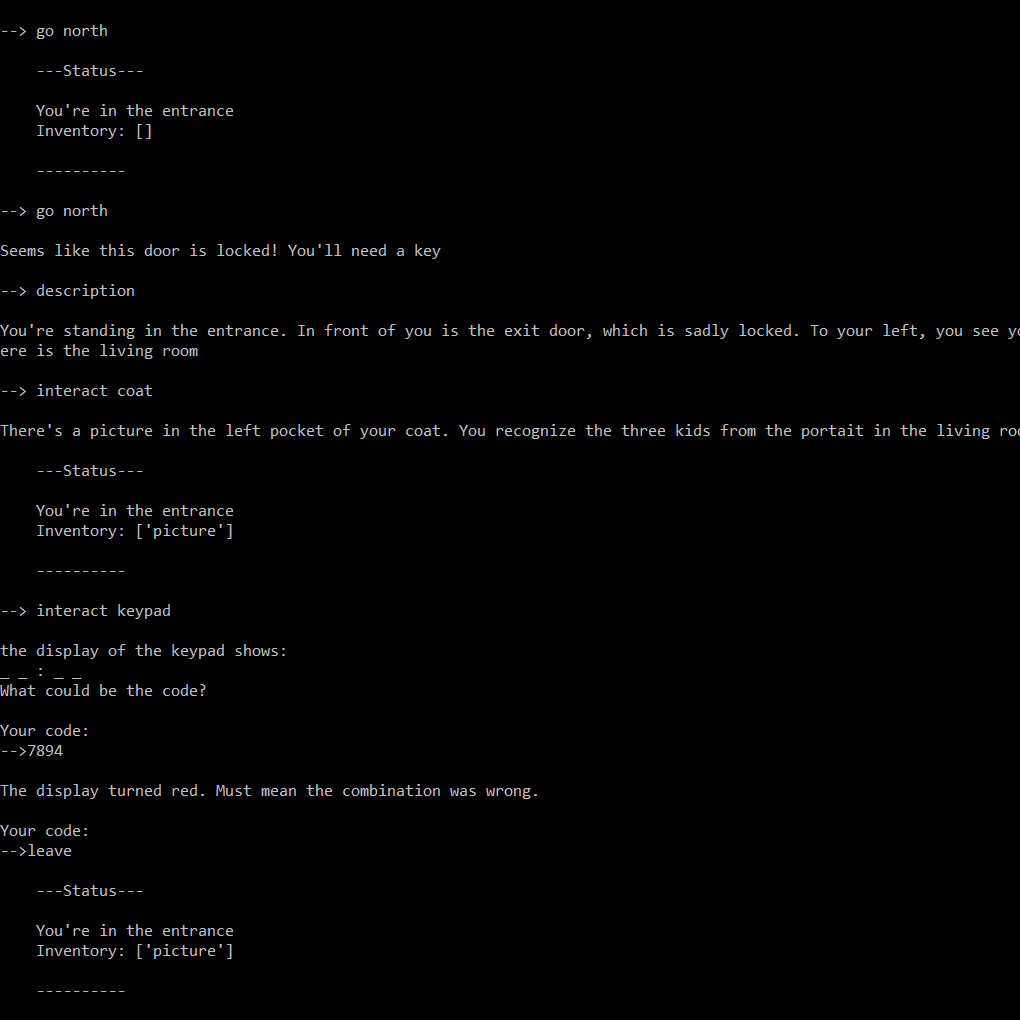 --> go north
---Status---
You're in the entrance
Inventory: []
----------
--> go north
Seems like this door is locked! You'll need a key
--> description
You're standing in the entrance. In front of you is the exit door, which is sadly locked. To your left, you see
ere is the living room
--> interact coat
There's a picture in the left pocket of your coat. You recognize the three kids from the portait in the living
---Status---
You're in the entrance
Inventory: ['picture']
----------
--> interact keypad
the display of the keypad shows:
_ _ : _ _
What could be the code?
Your code:
-->7894
The display turned red. Must mean the combination was wrong.
Your code:
-->leave
---Status---
You're in the entrance
Inventory: ['picture']
----------